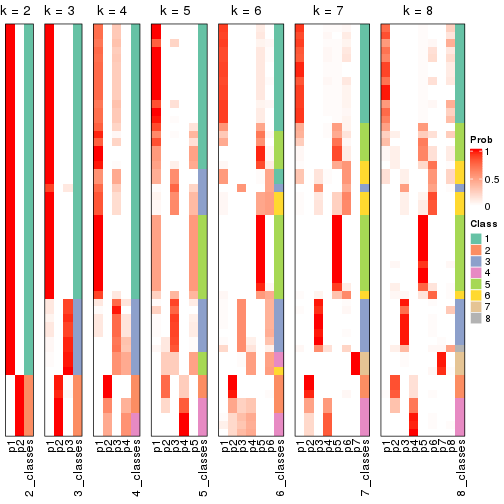 k = 2 k = 3 k = 4 k = 5 k = 6 k = 7 k = 8
Prob
1
0.5
0
Class
1
2
3
4
5
6
7
8
p1 p2 2_classes
p1 p2 p3 3_classes
p1 p2 p3 p4 4_classes
p1 p2 p3 p4 p5 5_classes
p1 p2 p3 p4 p5 p6 6_classes
p1 p2 p3 p4 p5 p6 p7 7_classes
p1 p2 p3 p4 p5 p6 p7 p8 8_classes